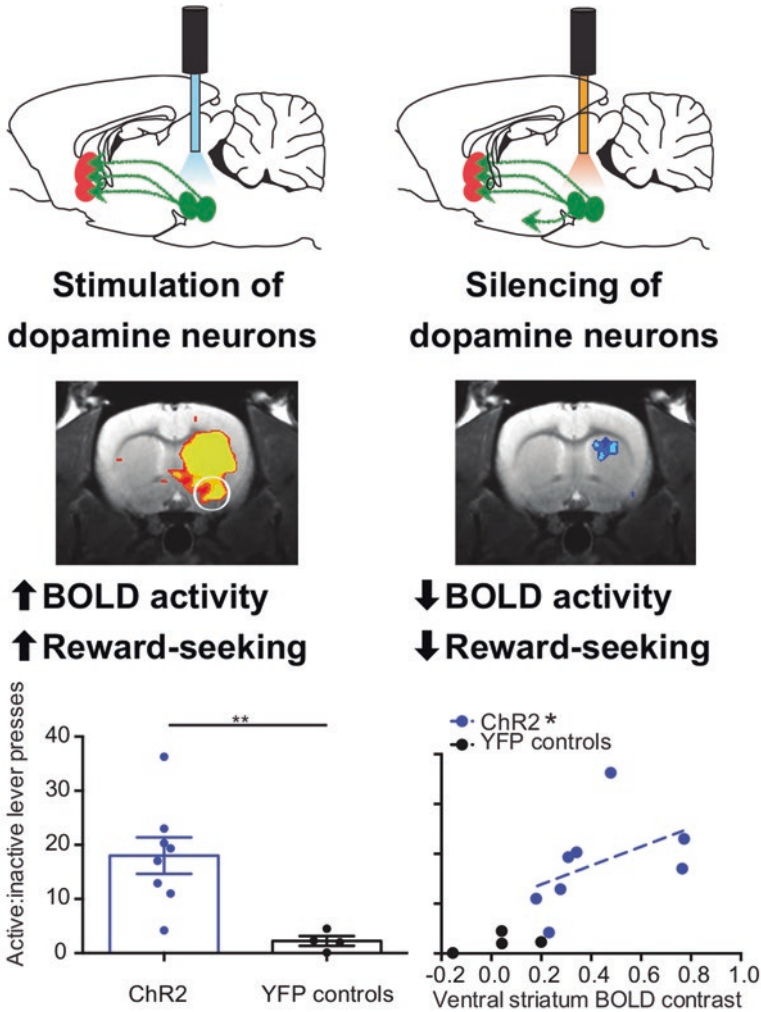 Stimulation of
dopamine neurons
Silencing of
dopamine neurons
↑BOLD activity
↑Reward-seeking
↓BOLD activity
↓Reward-seeking
Active:inactive lever presses
40
30
20
10
0
**
ChR2
YFP controls
ChR2 *
YFP controls
-0.2 0.0 0.2 0.4 0.6 0.8 1.0
Ventral striatum BOLD contrast